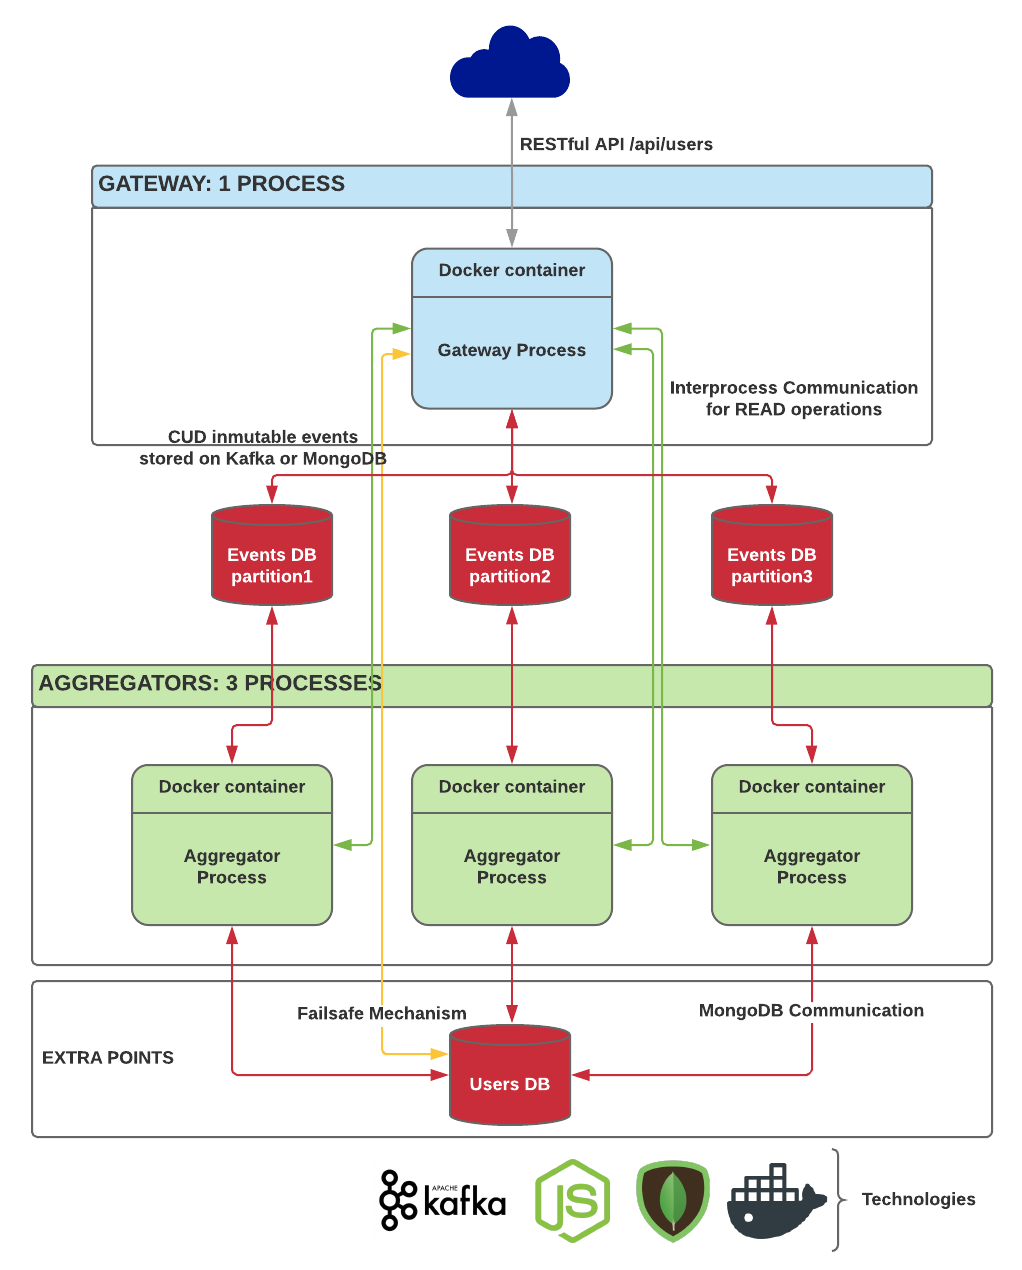 RESTful API /api/users
GATEWAY: 1 PROCESS
Docker container
Gateway Process
Interprocess Communication
for READ operations
CUD inmutable events
stored on Kafka or MongoDB
Events DB
partition1
Events DB
partition2
Events DB
partition3
AGGREGATORS: 3 PROCESSES
Docker container
Aggregator
Process
Docker container
Aggregator
Process
Docker container
Aggregator
Process
Failsafe Mechanism
MongoDB Communication
EXTRA POINTS
Users DB
APACHE
kafka
JS
Technologies